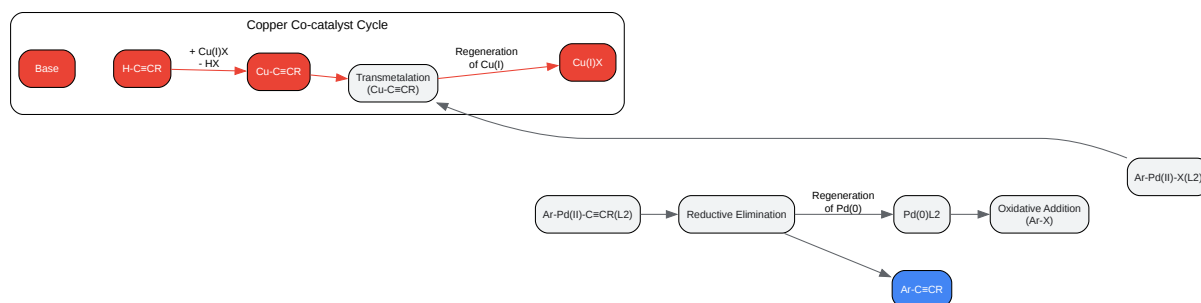 Copper Co-catalyst Cycle
Base
H-C≡CR
+ Cu(I)X
- HX
Cu-C≡CR
Transmetalation
(Cu-C≡CR)
Regeneration
of Cu(I)
Cu(I)X
Ar-Pd(II)-X(L2)
Ar-Pd(II)-C≡CR(L2)
Reductive Elimination
Regeneration
of Pd(0)
Pd(0)L2
Oxidative Addition
(Ar-X)
Ar-C≡CR